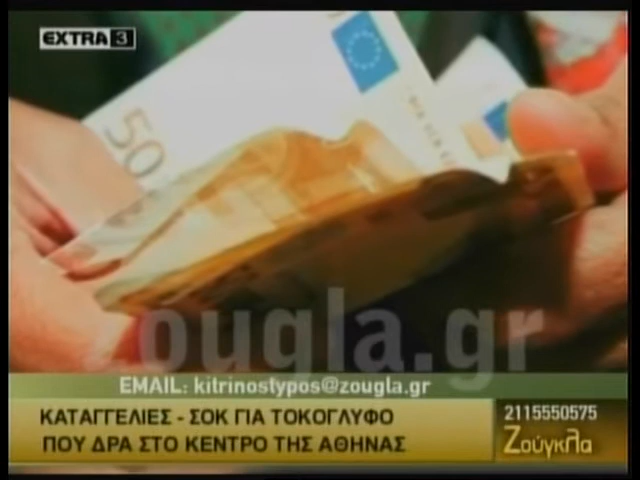 EXTRA 3
50
zougla.gr
EMAIL: kitrinostypos@zougla.gr
ΚΑΤΑΓΓΕΛΙΕΣ - ΣΟΚ ΓΙΑ ΤΟΚΟΓΛΥΦΟ
ΠΟΥ ΔΡΑ ΣΤΟ ΚΕΝΤΡΟ ΤΗΣ ΑΘΗΝΑΣ
2115550575
Ζούγκλα